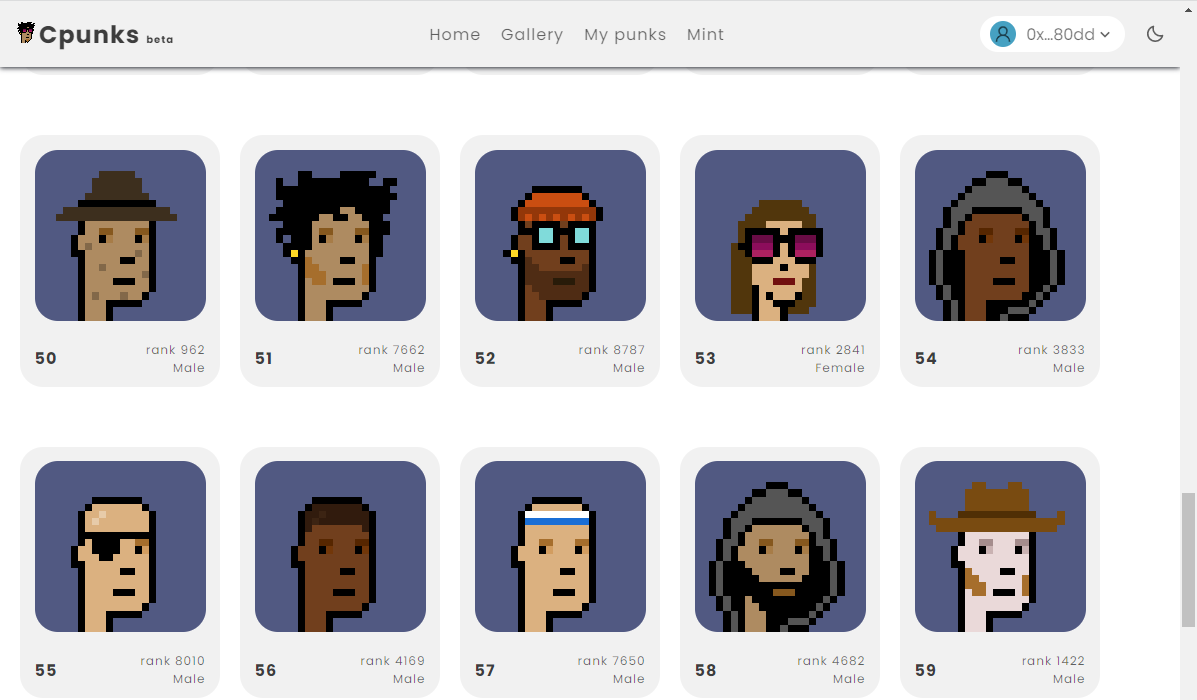 Cpunks beta
Home Gallery My punks Mint
0x...80dd
50 rank 962
Male
51 rank 7662
Male
52 rank 8787
Male
53 rank 2841
Female
54 rank 3833
Male
55 rank 8010
Male
56 rank 4169
Male
57 rank 7650
Male
58 rank 4682
Male
59 rank 1422
Male